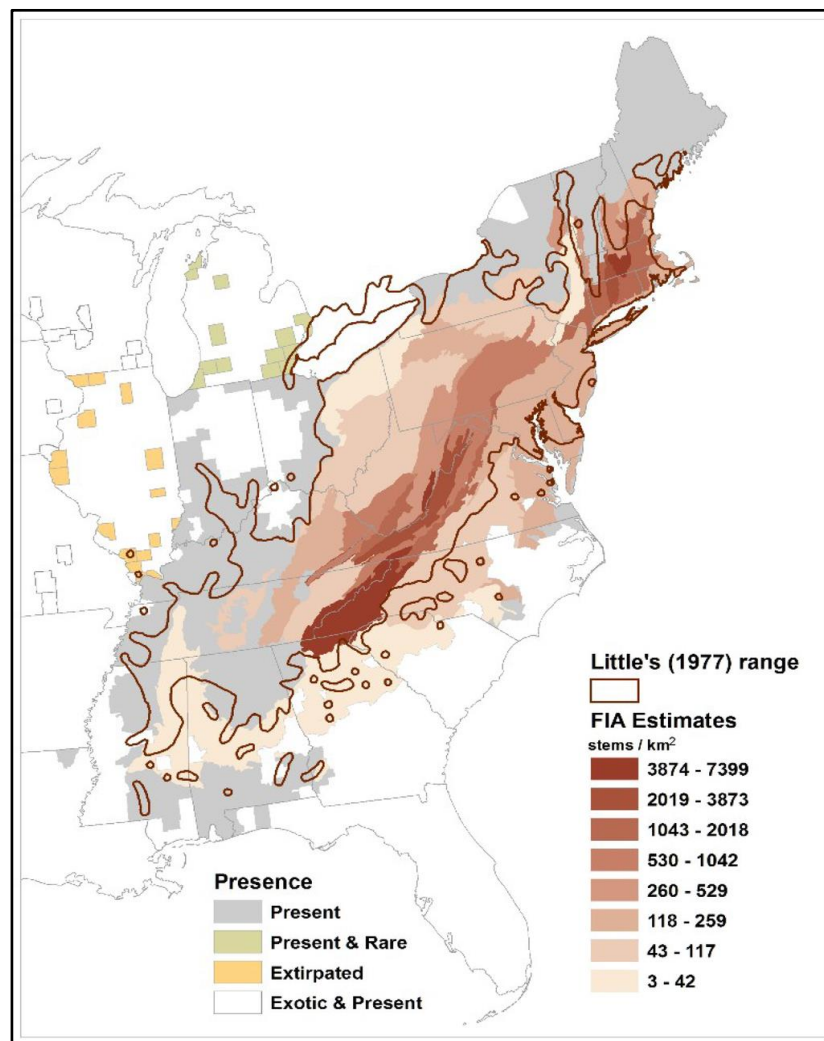 Little's (1977) range
FIA Estimates
stems / km²
3874 - 7399
2019 - 3873
1043 - 2018
530 - 1042
260 - 529
118 - 259
43 - 117
3 - 42
Presence
Present
Present & Rare
Extirpated
Exotic & Present